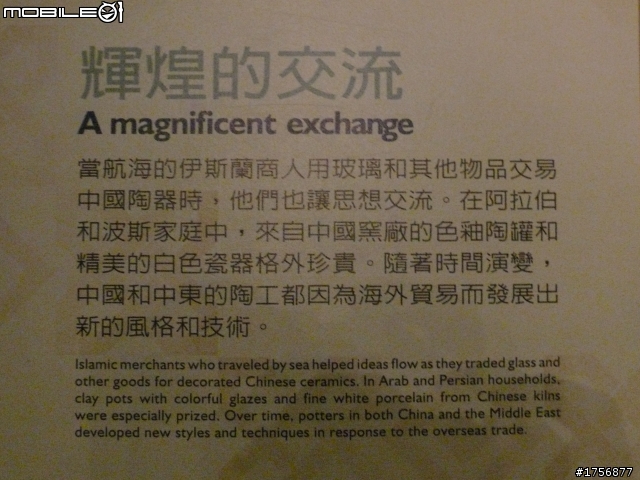 MOBILE01
輝煌的交流
A magnificent exchange
當航海的伊斯蘭商人用玻璃和其他物品交易
中國陶器時，他們也讓思想交流。在阿拉伯
和波斯家庭中，來自中國窯廠的色釉陶罐和
精美的白色瓷器格外珍貴。隨著時間演變，
中國和中東的陶工都因為海外貿易而發展出
新的風格和技術。
Islamic merchants who traveled by sea helped ideas flow as they traded glass and
other goods for decorated Chinese ceramics. In Arab and Persian households,
clay pots with colorful glazes and fine white porcelain from Chinese kilns
were especially prized. Over time, potters in both China and the Middle East
developed new styles and techniques in response to the overseas trade.
#1756877